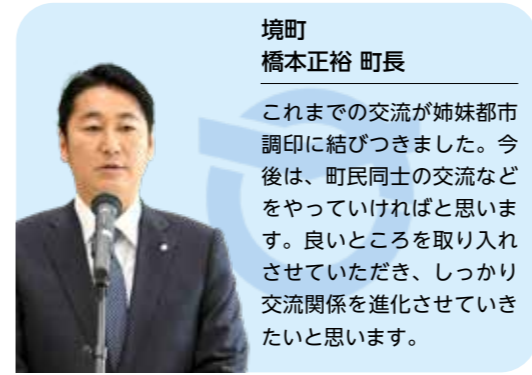 境町
橋本正裕 町長
これまでの交流が姉妹都市
調印に結びつきました。今
後は、町民同士の交流など
をやっていければと思いま
す。良いところを取り入れ
させていただき、しっかり
交流関係を進化させていき
たいと思います。